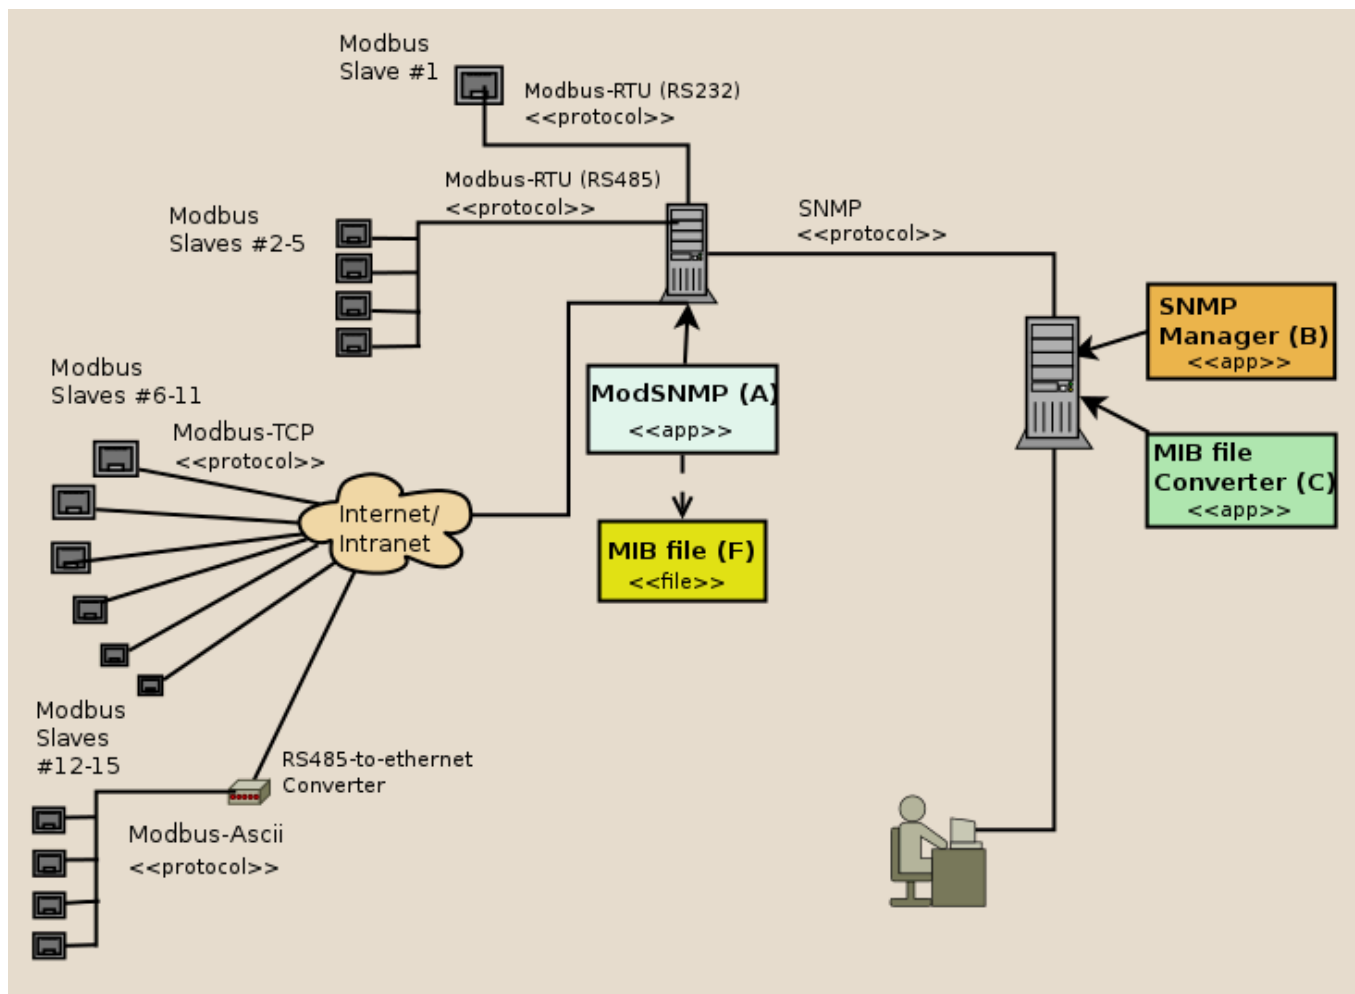 Modbus
Slave #1
Modbus-RTU (RS232)
<<protocol>>
Modbus-RTU (RS485)
<<protocol>>
Modbus
Slaves #2-5
SNMP
<<protocol>>
SNMP
Manager (B)
<<app>>
Modbus
Slaves #6-11
ModSNMP (A)
<<app>>
Modbus-TCP
<<protocol>>
MIB file
Converter (C)
<<app>>
Internet/
Intranet
MIB file (F)
<<file>>
Modbus
Slaves
#12-15
RS485-to-ethernet
Converter
Modbus-Ascii
<<protocol>>